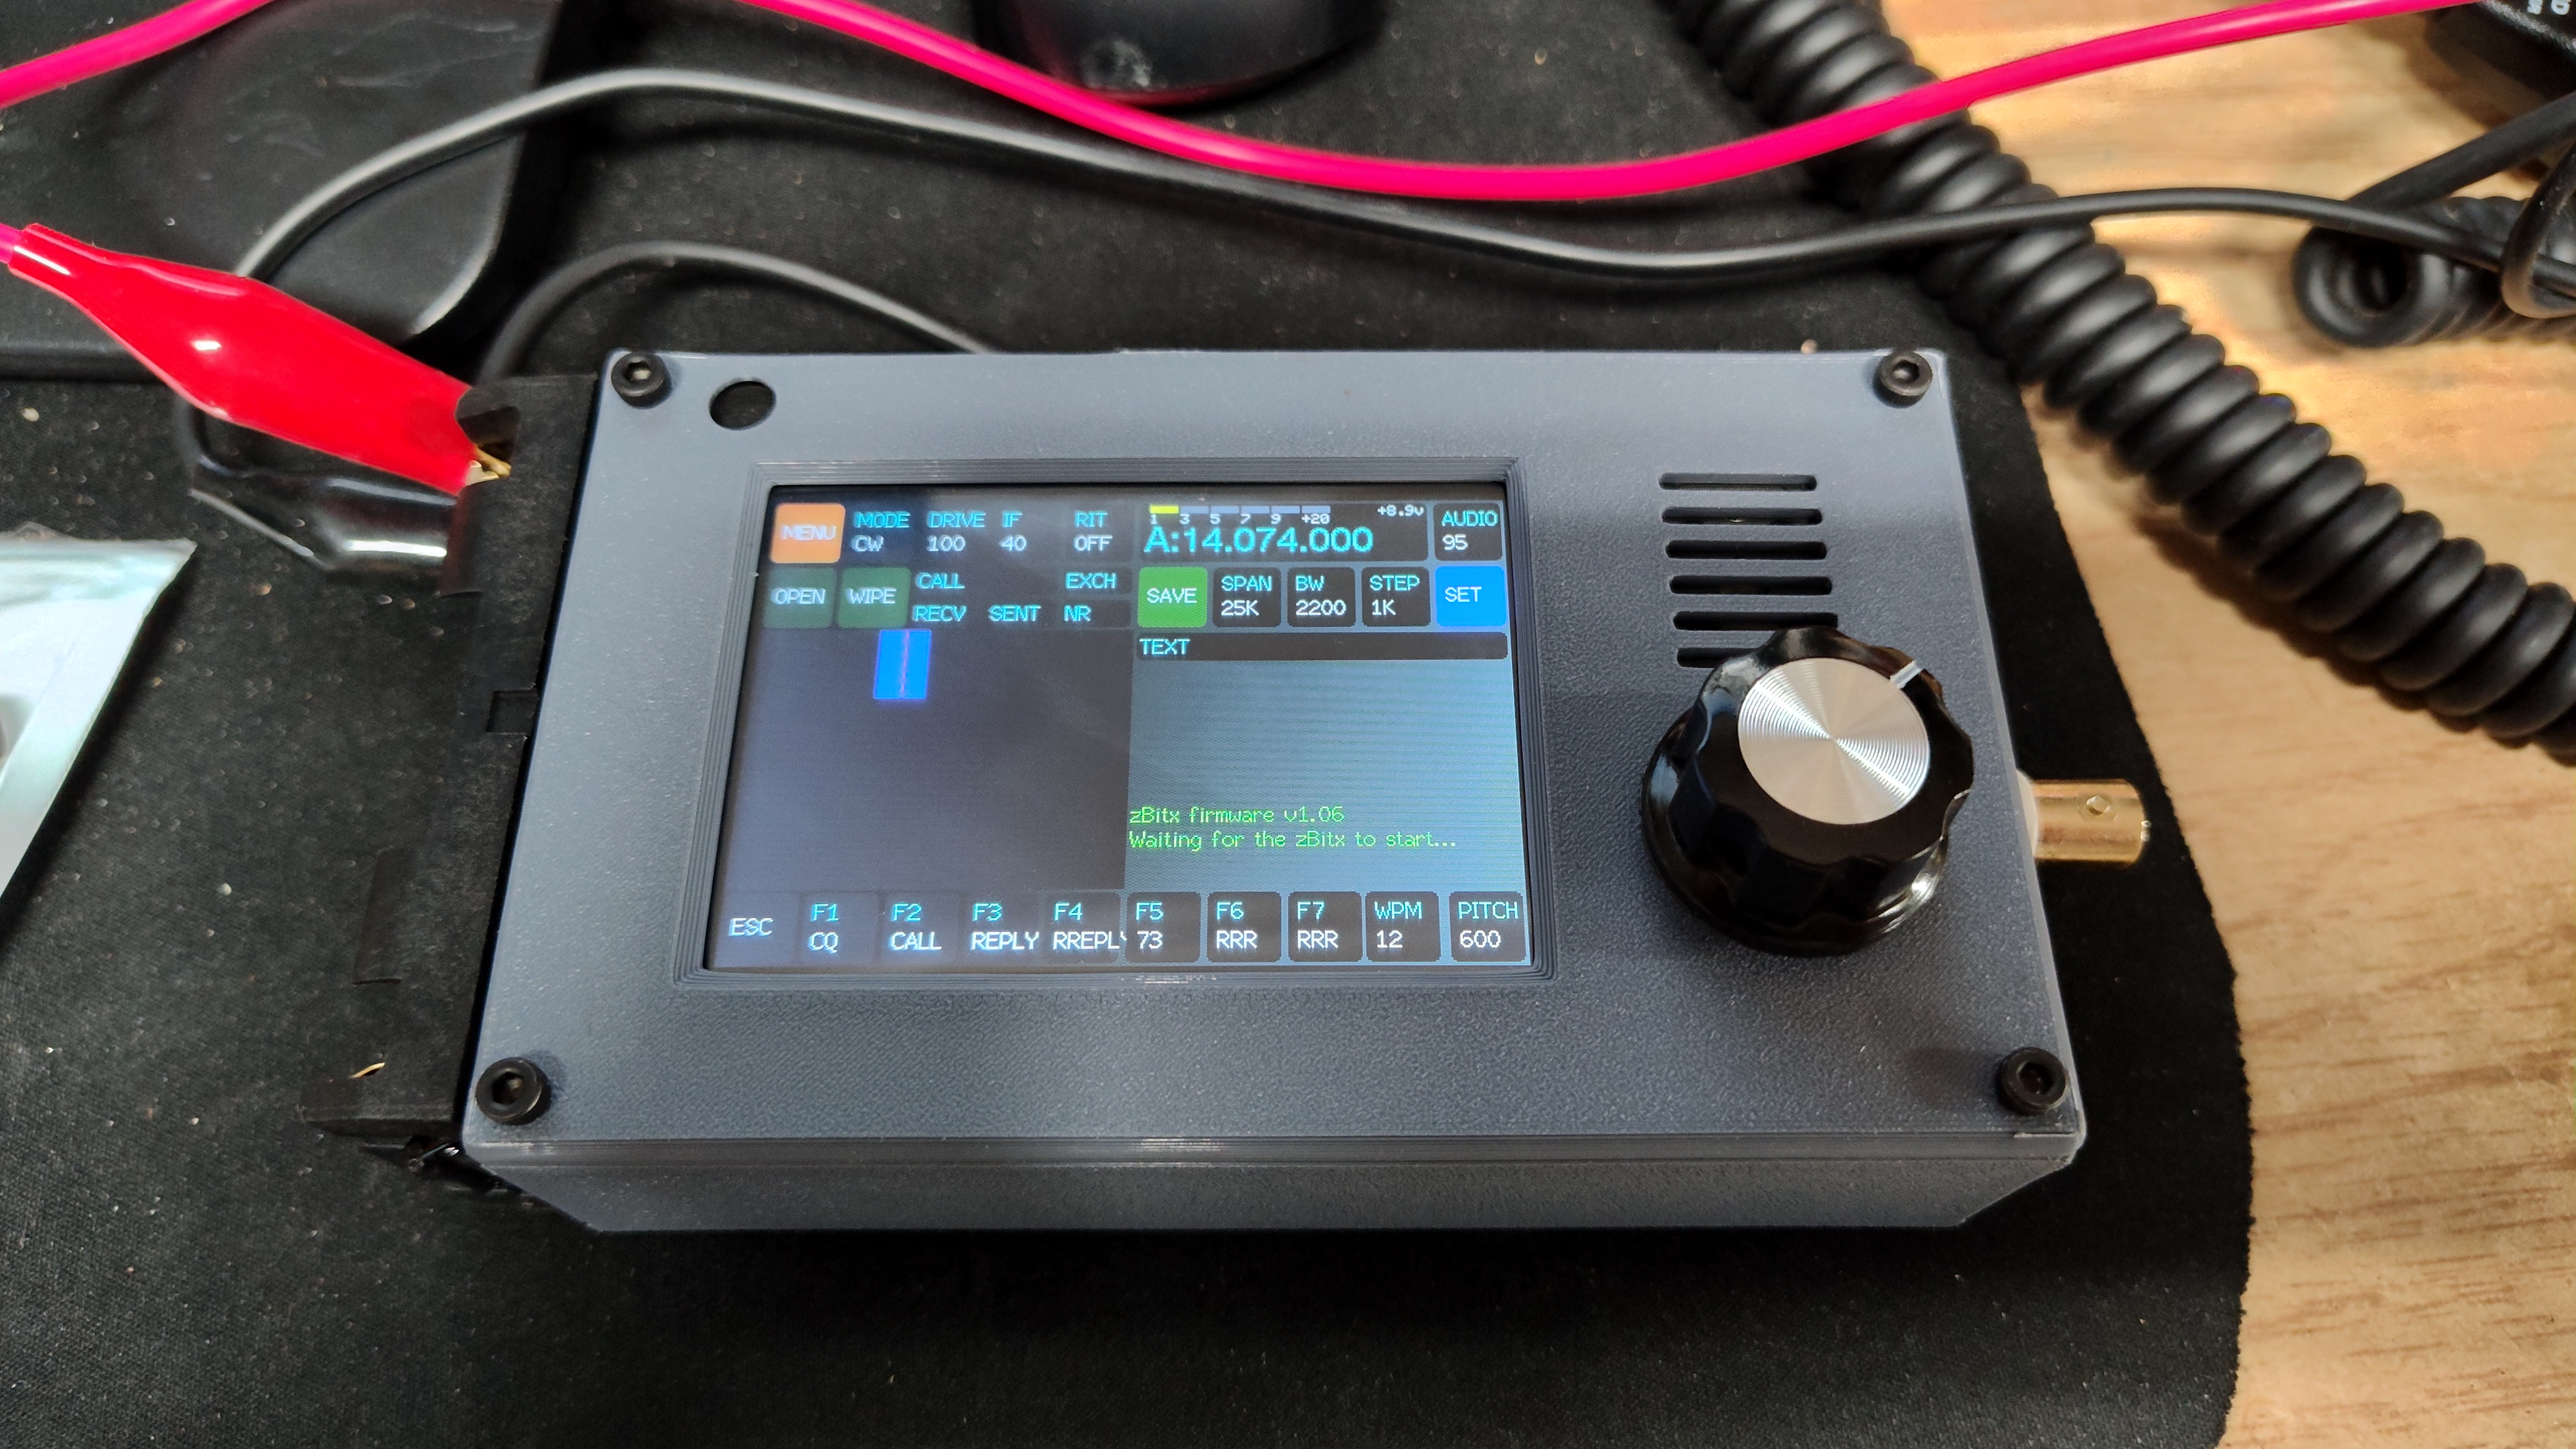 MENU
MODE
CW
DRIVE
100
IF
40
RIT
OFF
1 3 5 7 9 +20
+8.9v
A:14.074.000
AUDIO
95
OPEN
WIPE
CALL
EXCH
RECV
SENT
NR
SAVE
SPAN
25K
BW
2200
STEP
1K
SET
TEXT
zBitx firmware v1.06
Waiting for the zBitx to start...
ESC
F1
CQ
F2
CALL
F3
REPLY
F4
RREPLY
F5
73
F6
RRR
F7
RRR
WPM
12
PITCH
600